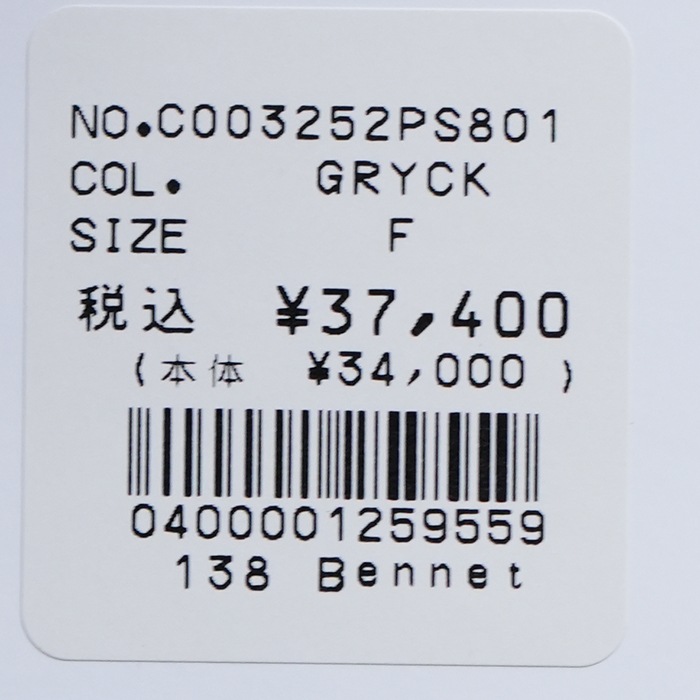 NO.C003252PS801
COL. GRYCK
SIZE F
税込 ¥37,400
(本体 ¥34,000 )
0400001259559
138 Bennet